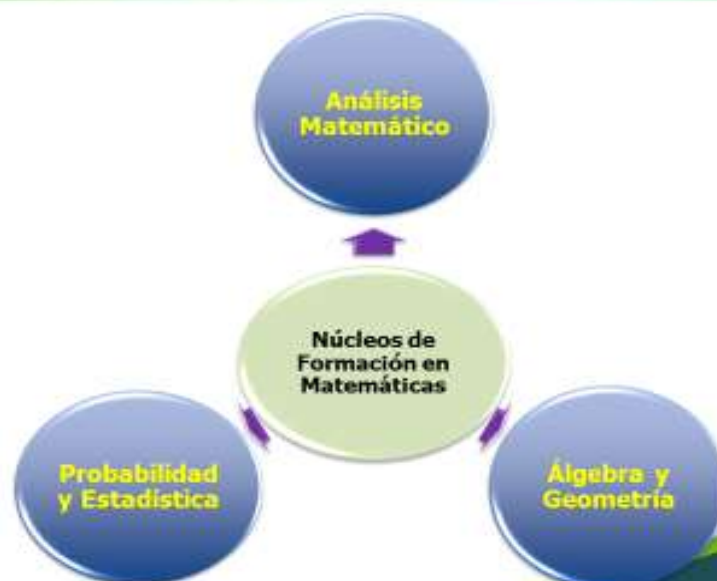 Análisis
Matemático
Núcleos de
Formación en
Matemáticas
Probabilidad
y Estadística
Álgebra y
Geometría